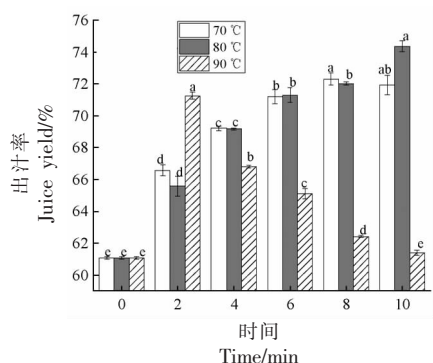 76
74
72
70
68
66
64
62
60
出汁率
Juice yield/%
70 ℃
80 ℃
90 ℃
e e e
d d a
c c b
b b c
a b d
ab a e
0 2 4 6 8 10
时间
Time/min